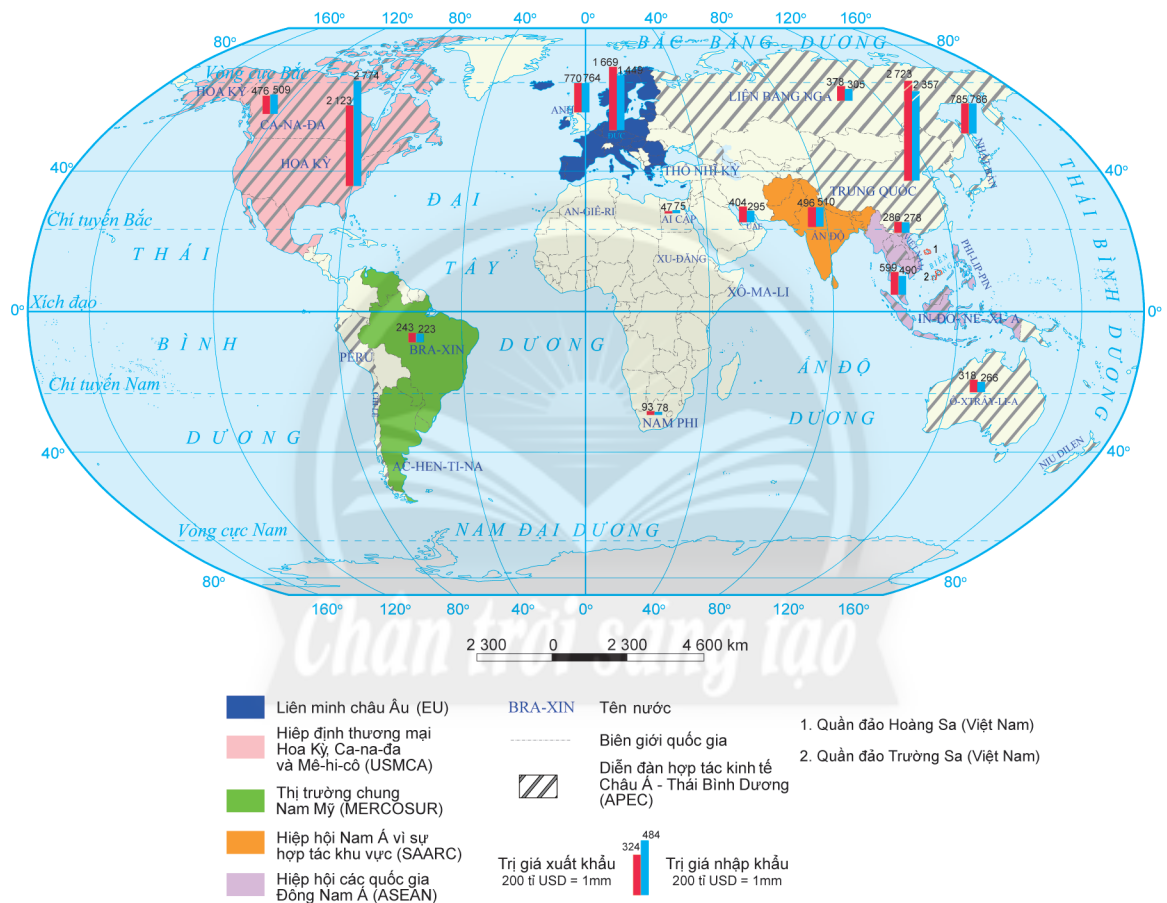 160° 120° 80° 40° 0° 40° 80° 120° 160°
80° BẮC BĂNG DƯƠNG 80°
Vòng cực Bắc
HOA KỲ
476 509
CA-NA-ĐA
2 774
2 123
HOA KỲ
770 764
ANH
1 669
1 449
ĐỨC
LIÊN BANG NGA
378 305
2 723
2 357
785 786
NHẬT BẢN
40° 40°
THỔ NHĨ KỲ
TRUNG QUỐC
ĐẠI
TÂY
DƯƠNG
Chí tuyến Bắc
AN-GIÊ-RI
47 75
AI CẬP
404 295
UAE
496 510
ẤN ĐỘ
286 278
1
BIỂN ĐÔNG
2
PHI-LIP-PIN
XU-ĐĂNG
599 490
XÔ-MA-LI
IN-ĐÔ-NÊ-XI-A
THÁI
BÌNH
DƯƠNG
THÁI BÌNH DƯƠNG
Xích đạo
0° 0°
243 223
BRA-XIN
PÊRU
CHI-LÊ
ẤN ĐỘ
DƯƠNG
Chí tuyến Nam
318 266
Ô-XTRÂY-LI-A
93 78
NAM PHI
NIU DILEN
40° 40°
AC-HEN-TI-NA
Vòng cực Nam
NAM ĐẠI DƯƠNG
80° 80°
160° 120° 80° 40° 0° 40° 80° 120° 160°
Chân trời sáng tạo
2 300 0 2 300 4 600 km
Liên minh châu Âu (EU)
Hiệp định thương mại
Hoa Kỳ, Ca-na-đa
và Mê-hi-cô (USMCA)
Thị trường chung
Nam Mỹ (MERCOSUR)
Hiệp hội Nam Á vì sự
hợp tác khu vực (SAARC)
Hiệp hội các quốc gia
Đông Nam Á (ASEAN)
BRA-XIN Tên nước
Biên giới quốc gia
Diễn đàn hợp tác kinh tế
Châu Á - Thái Bình Dương
(APEC)
484
324
Trị giá xuất khẩu
200 tỉ USD = 1mm
Trị giá nhập khẩu
200 tỉ USD = 1mm
1. Quần đảo Hoàng Sa (Việt Nam)
2. Quần đảo Trường Sa (Việt Nam)